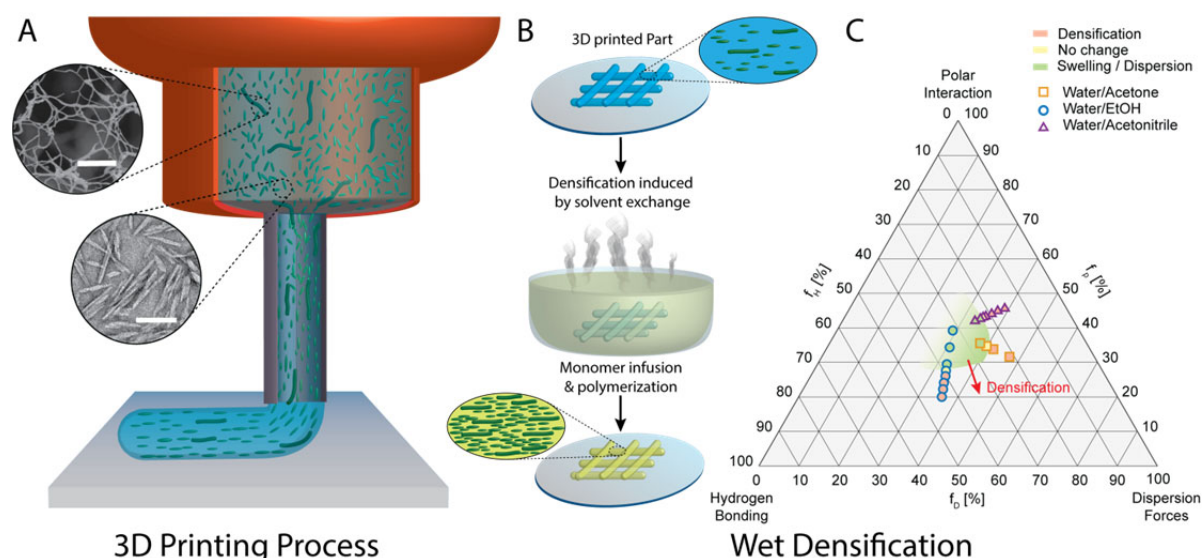 A
3D Printing Process
B
3D printed Part
Densification induced
by solvent exchange
Monomer infusion
& polymerization
Wet Densification
C
Densification
No change
Swelling / Dispersion
Water/Acetone
Water/EtOH
Water/Acetonitrile
Polar
Interaction
0 100
10 90
20 80
30 70
40 60
50 50
60 40
70 30
80 20
90 10
100 0
f_H [%]
f_P [%]
Densification
0 10 20 30 40 50 60 70 80 90 100
f_D [%]
Hydrogen
Bonding
Dispersion
Forces